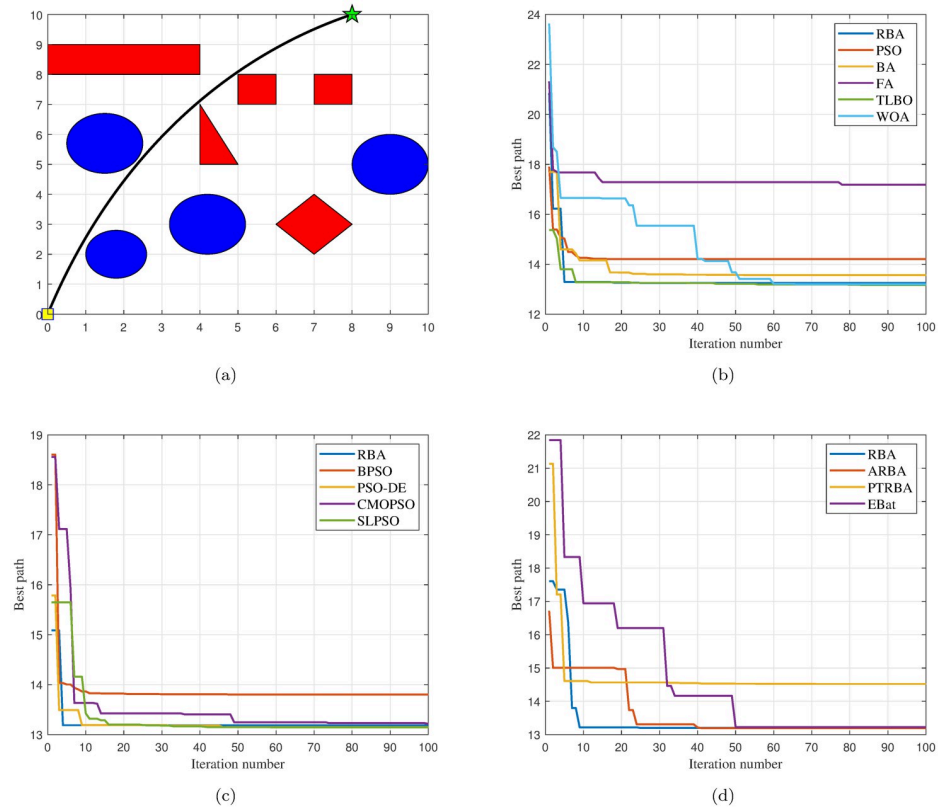 10
9
8
7
6
5
4
3
2
1
0
0 1 2 3 4 5 6 7 8 9 10
(a)
24
22
20
18
16
14
12
Best path
0 10 20 30 40 50 60 70 80 90 100
Iteration number
RBA
PSO
BA
FA
TLBO
WOA
(b)
19
18
17
16
15
14
13
Best path
0 10 20 30 40 50 60 70 80 90 100
Iteration number
RBA
BPSO
PSO-DE
CMOPSO
SLPSO
(c)
22
21
20
19
18
17
16
15
14
13
Best path
0 10 20 30 40 50 60 70 80 90 100
Iteration number
RBA
ARBA
PTRBA
EBat
(d)